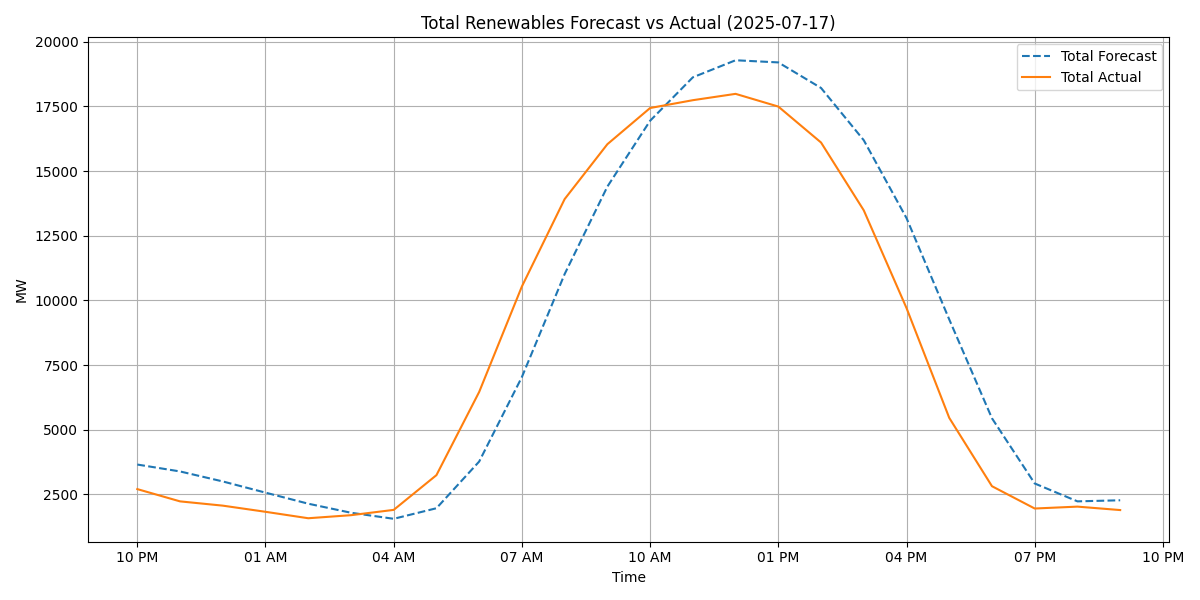 Total Renewables Forecast vs Actual (2025-07-17)
Total Forecast
Total Actual
MW
20000
17500
15000
12500
10000
7500
5000
2500
10 PM
01 AM
04 AM
07 AM
10 AM
01 PM
04 PM
07 PM
10 PM
Time